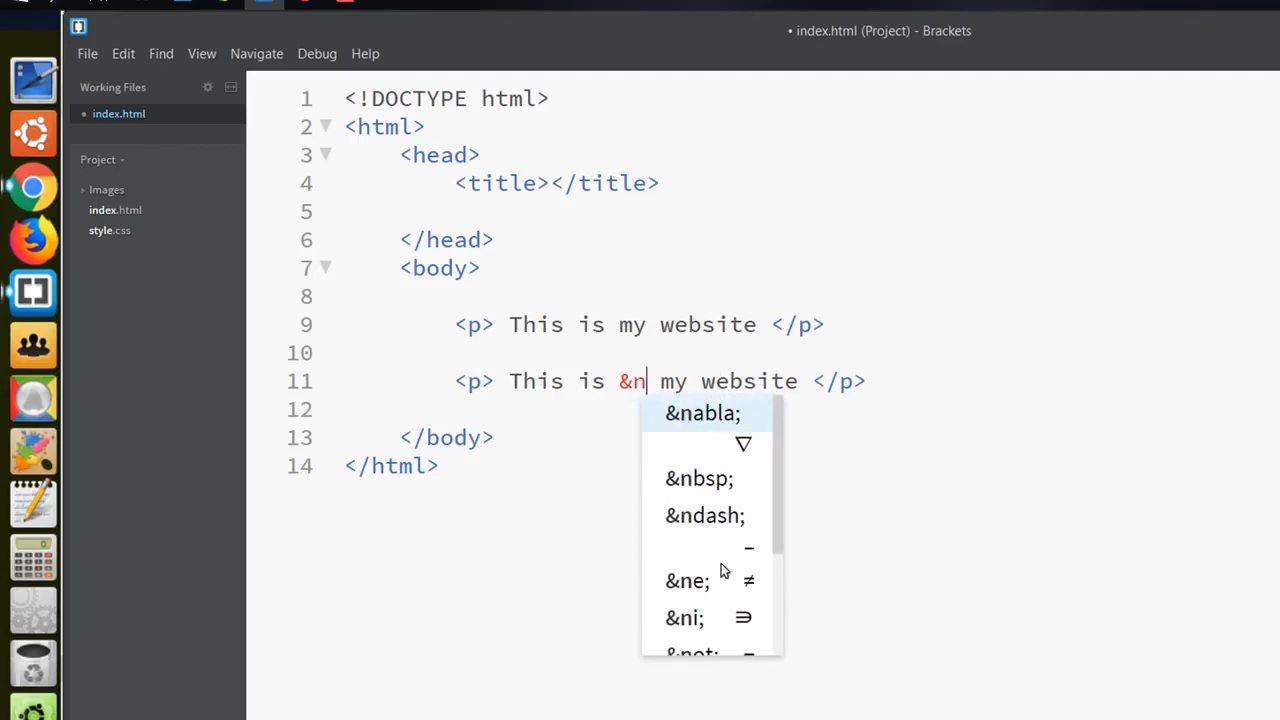 • index.html (Project) - Brackets
File Edit Find View Navigate Debug Help
Working Files
• index.html
Project
Images
index.html
style.css
1 <!DOCTYPE html>
2 <html>
3 <head>
4 <title></title>
5
6 </head>
7 <body>
8
9 <p> This is my website </p>
10
11 <p> This is &n my website </p>
12
13 </body>
14 </html>
&nabla;
▽
&nbsp;
&ndash;
–
&ne; ≠
&ni; ∋
&not; ¬